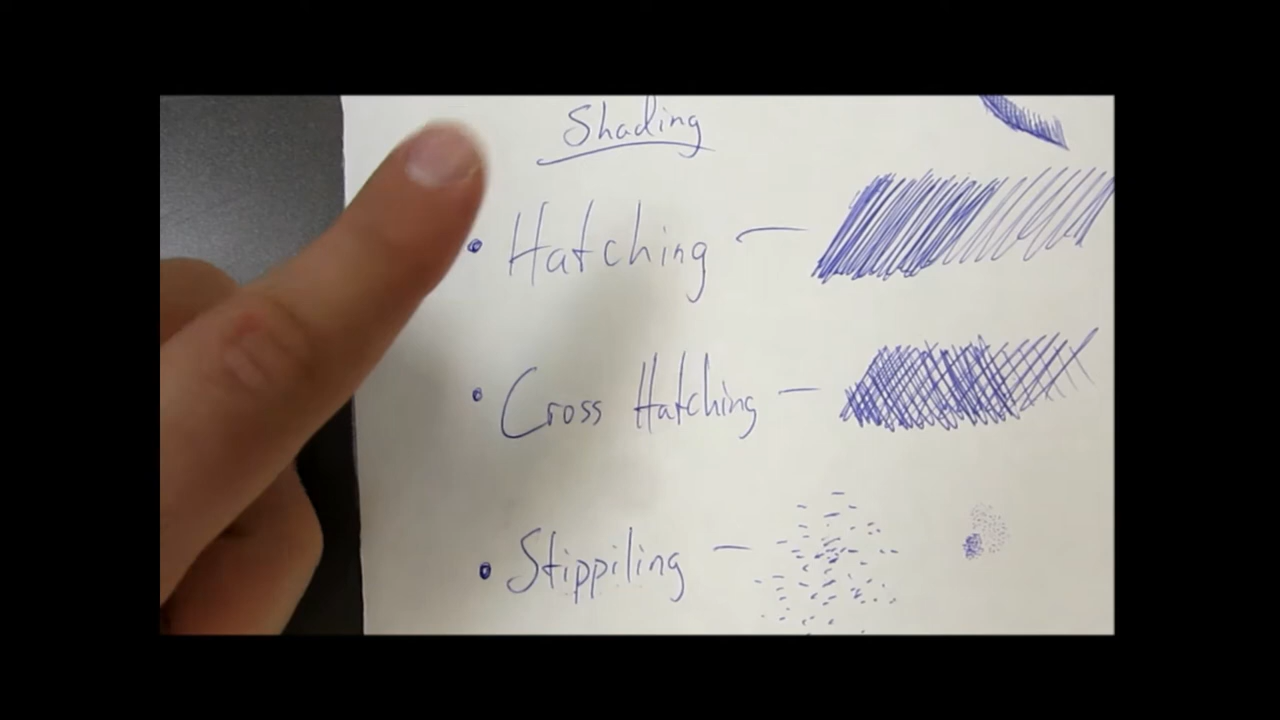 Shading
• Hatching —
• Cross Hatching —
• Stippiling —